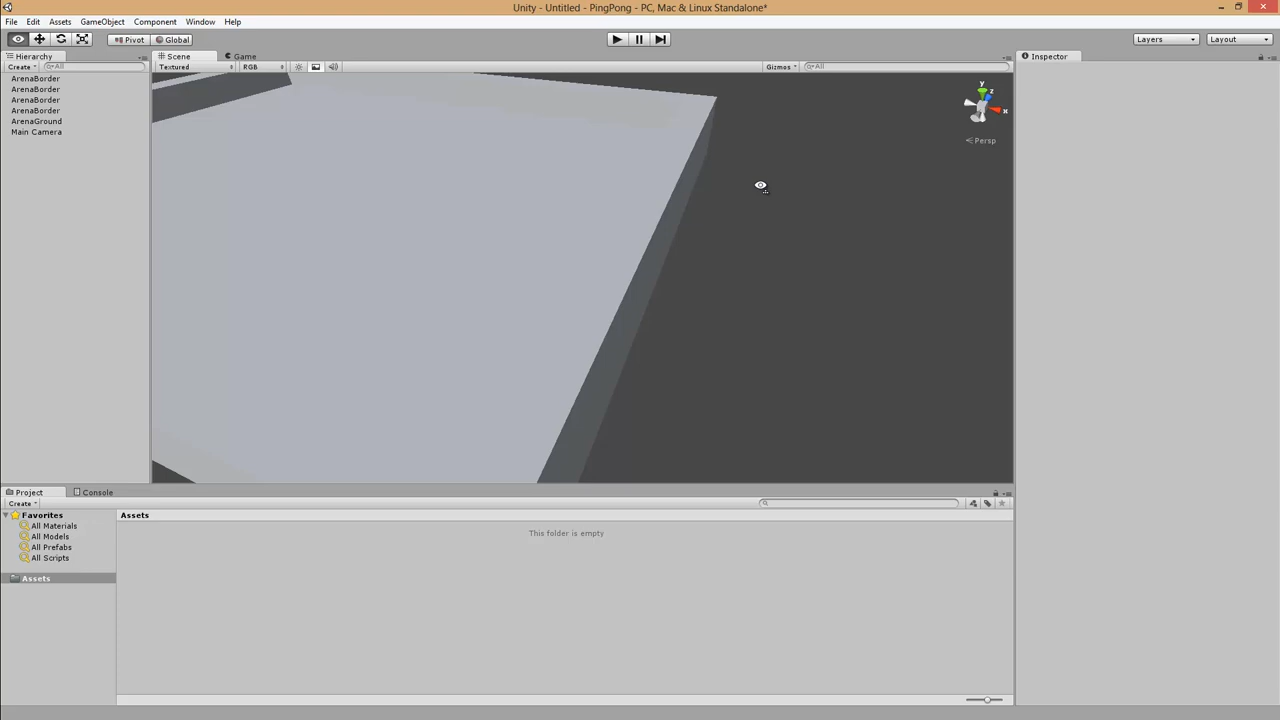 Unity - Untitled - PingPong - PC, Mac & Linux Standalone*
File Edit Assets GameObject Component Window Help
Pivot Global Layers Layout
Hierarchy Scene Game Inspector
Create All Textured RGB Gizmos All
ArenaBorder
ArenaBorder
ArenaBorder
ArenaBorder
ArenaGround
Main Camera
y
z
x
Persp
Project Console
Create
Favorites
All Materials
All Models
All Prefabs
All Scripts
Assets
Assets
This folder is empty